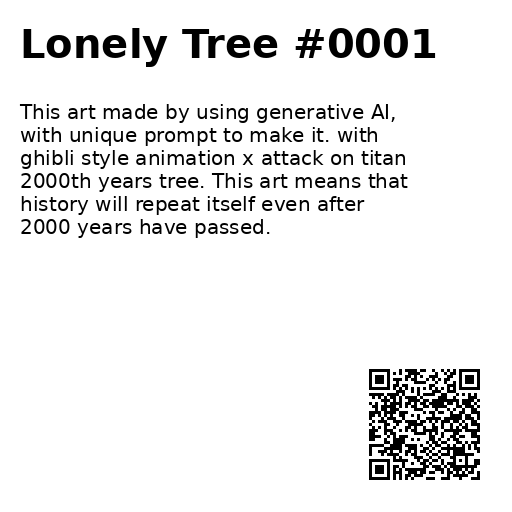 Lonely Tree #0001
This art made by using generative AI,
with unique prompt to make it. with
ghibli style animation x attack on titan
2000th years tree. This art means that
history will repeat itself even after
2000 years have passed.